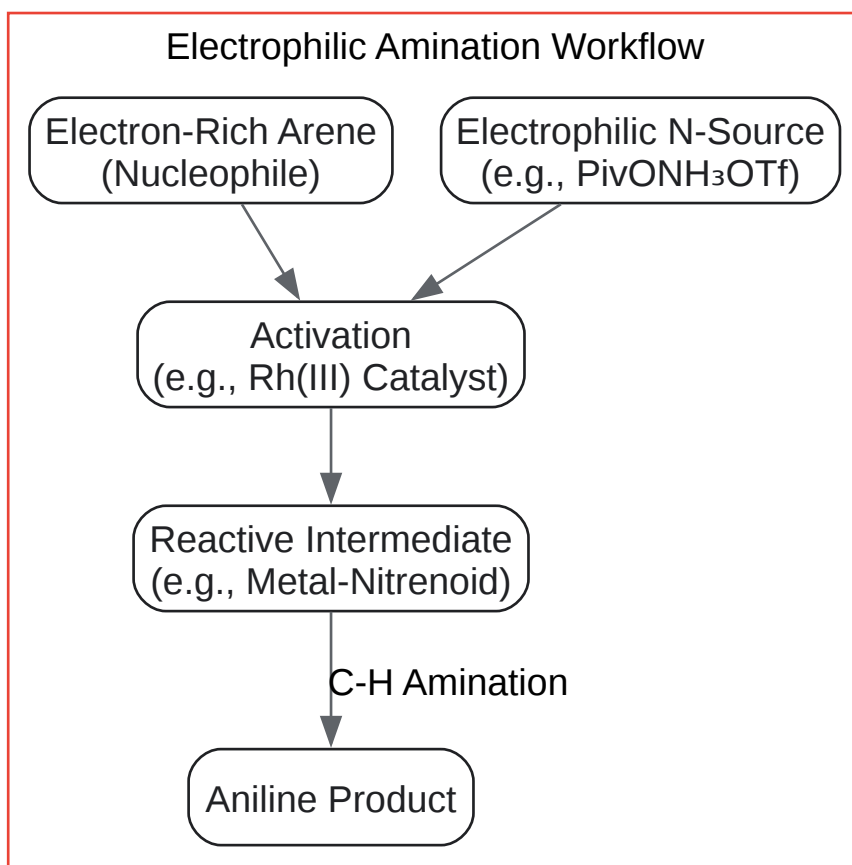 Electrophilic Amination Workflow
Electron-Rich Arene
(Nucleophile)
Electrophilic N-Source
(e.g., PivONH₃OTf)
Activation
(e.g., Rh(III) Catalyst)
Reactive Intermediate
(e.g., Metal-Nitrenoid)
C-H Amination
Aniline Product